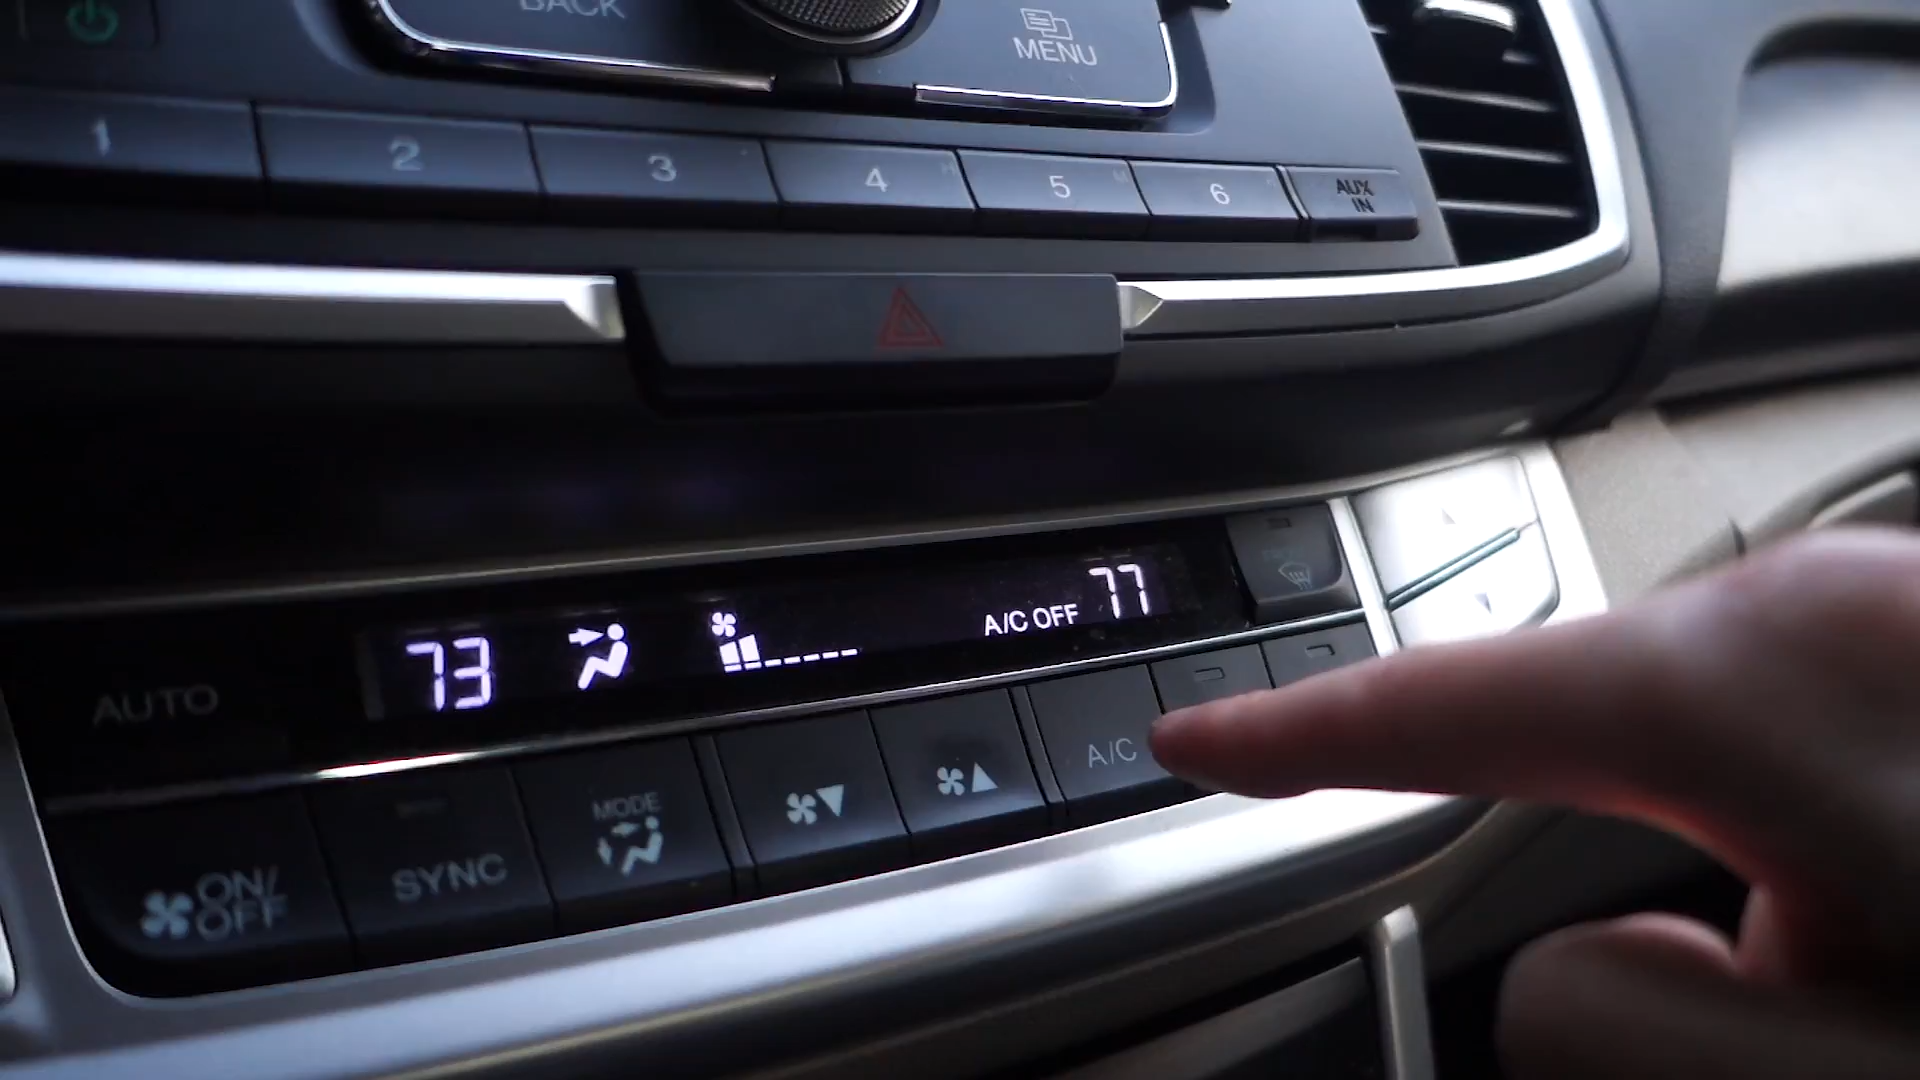 BACK
MENU
1 2 3 4 5 6 AUX
IN
73 A/C OFF 77
AUTO
ON/
OFF
SYNC
MODE
A/C